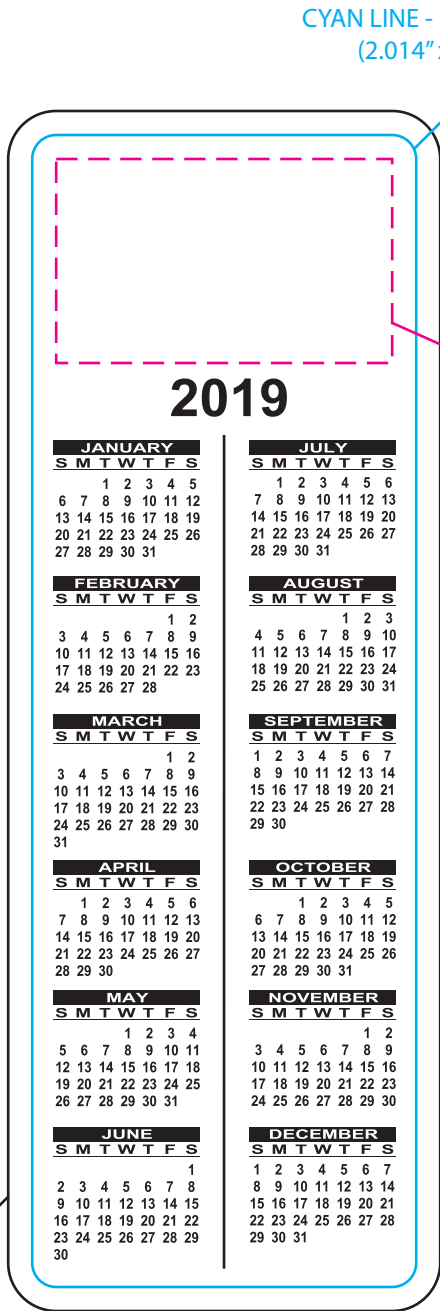 CYAN LINE -
(2.014"
2019
JANUARY
S M T W T F S
1 2 3 4 5
6 7 8 9 10 11 12
13 14 15 16 17 18 19
20 21 22 23 24 25 26
27 28 29 30 31
FEBRUARY
S M T W T F S
1 2
3 4 5 6 7 8 9
10 11 12 13 14 15 16
17 18 19 20 21 22 23
24 25 26 27 28
MARCH
S M T W T F S
1 2
3 4 5 6 7 8 9
10 11 12 13 14 15 16
17 18 19 20 21 22 23
24 25 26 27 28 29 30
31
APRIL
S M T W T F S
1 2 3 4 5 6
7 8 9 10 11 12 13
14 15 16 17 18 19 20
21 22 23 24 25 26 27
28 29 30
MAY
S M T W T F S
1 2 3 4
5 6 7 8 9 10 11
12 13 14 15 16 17 18
19 20 21 22 23 24 25
26 27 28 29 30 31
JUNE
S M T W T F S
1
2 3 4 5 6 7 8
9 10 11 12 13 14 15
16 17 18 19 20 21 22
23 24 25 26 27 28 29
30
JULY
S M T W T F S
1 2 3 4 5 6
7 8 9 10 11 12 13
14 15 16 17 18 19 20
21 22 23 24 25 26 27
28 29 30 31
AUGUST
S M T W T F S
1 2 3
4 5 6 7 8 9 10
11 12 13 14 15 16 17
18 19 20 21 22 23 24
25 26 27 28 29 30 31
SEPTEMBER
S M T W T F S
1 2 3 4 5 6 7
8 9 10 11 12 13 14
15 16 17 18 19 20 21
22 23 24 25 26 27 28
29 30
OCTOBER
S M T W T F S
1 2 3 4 5
6 7 8 9 10 11 12
13 14 15 16 17 18 19
20 21 22 23 24 25 26
27 28 29 30 31
NOVEMBER
S M T W T F S
1 2
3 4 5 6 7 8 9
10 11 12 13 14 15 16
17 18 19 20 21 22 23
24 25 26 27 28 29 30
DECEMBER
S M T W T F S
1 2 3 4 5 6 7
8 9 10 11 12 13 14
15 16 17 18 19 20 21
22 23 24 25 26 27 28
29 30 31